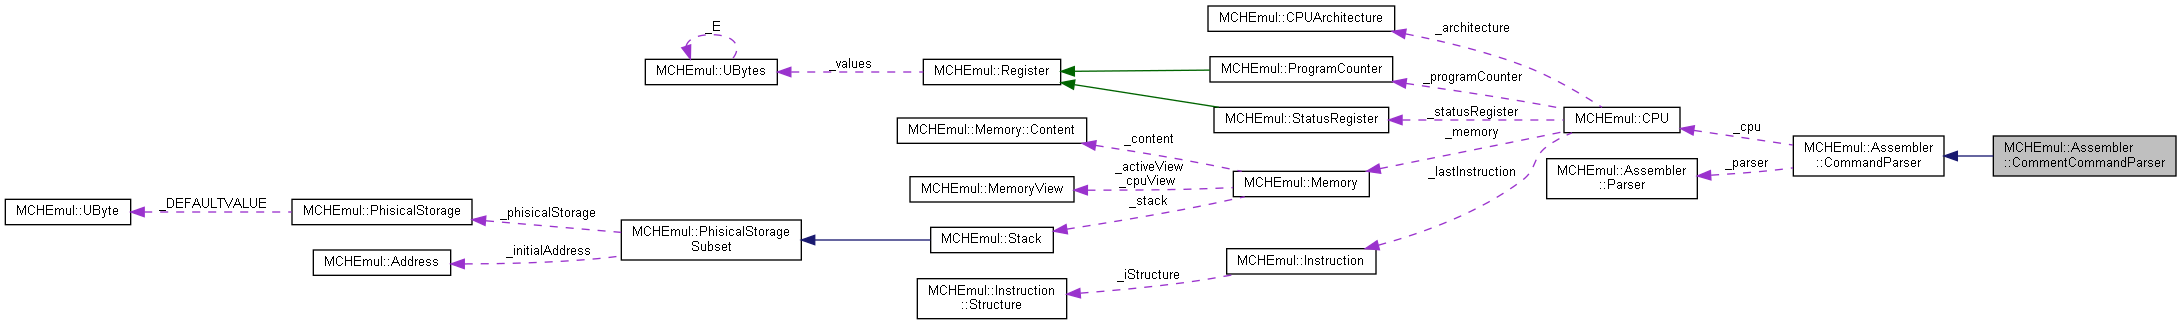 MCHEmul::CPUArchitecture
_E
_architecture
MCHEmul::UBytes
_values
MCHEmul::Register
MCHEmul::ProgramCounter
_programCounter
MCHEmul::StatusRegister
_statusRegister
MCHEmul::CPU
MCHEmul::Memory::Content
_content
_memory
_cpu
MCHEmul::Assembler
::CommandParser
MCHEmul::Assembler
::CommentCommandParser
_activeView
_cpuView
MCHEmul::MemoryView
MCHEmul::Memory
_lastInstruction
MCHEmul::Assembler
::Parser
_parser
_stack
MCHEmul::UByte
_DEFAULTVALUE
MCHEmul::PhisicalStorage
_phisicalStorage
MCHEmul::PhisicalStorage
Subset
MCHEmul::Stack
MCHEmul::Address
_initialAddress
MCHEmul::Instruction
_iStructure
MCHEmul::Instruction
::Structure